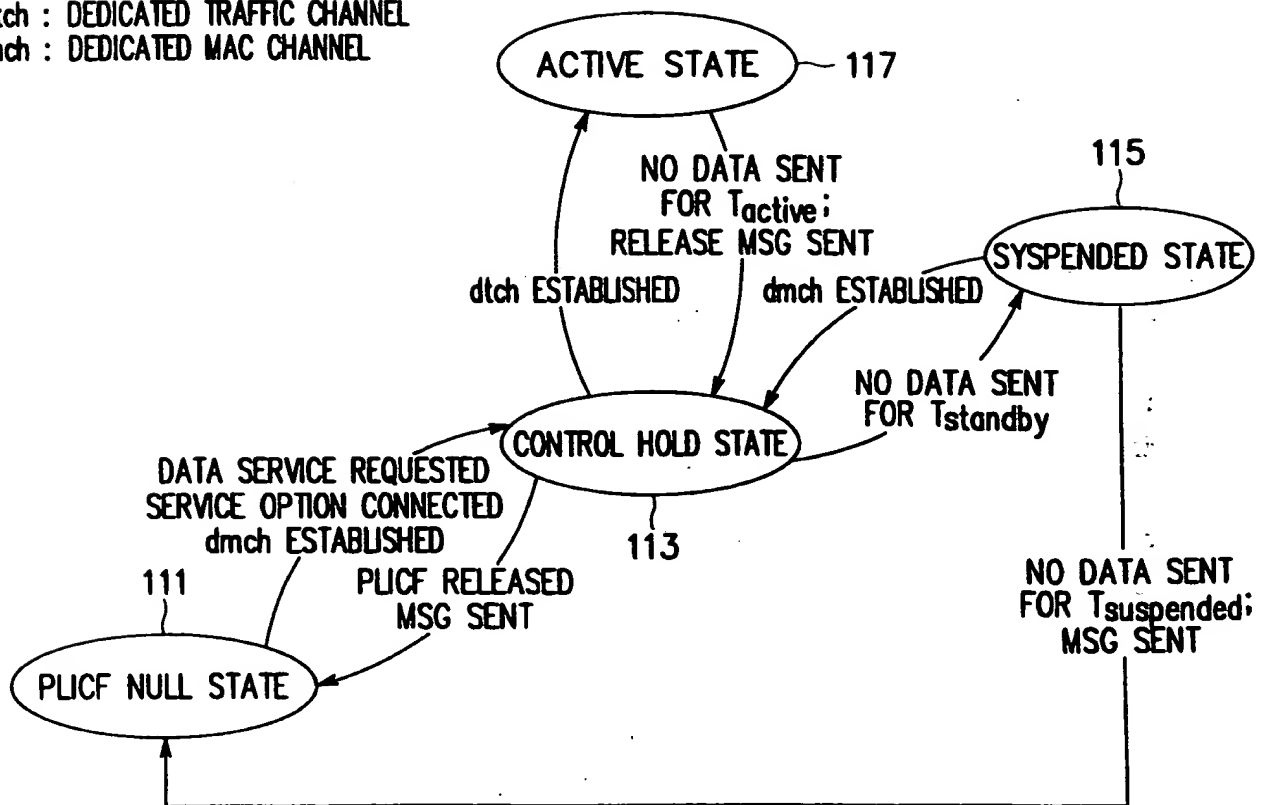 : DEDICATED TRAFFIC CHANNEL
: DEDICATED MAC CHANNEL
ACTIVE STATE
117
NO DATA SENT
FOR Tactive;
RELEASE MSG SENT
115
SYSPENDED STATE
dtch ESTABLISHED
dmch ESTABLISHED
NO DATA SENT
FOR Tstandby
CONTROL HOLD STATE
113
DATA SERVICE REQUESTED
SERVICE OPTION CONNECTED
dmch ESTABLISHED
PLICF RELEASED
MSG SENT
111
PLICF NULL STATE
NO DATA SENT
FOR Tsuspended;
MSG SENT